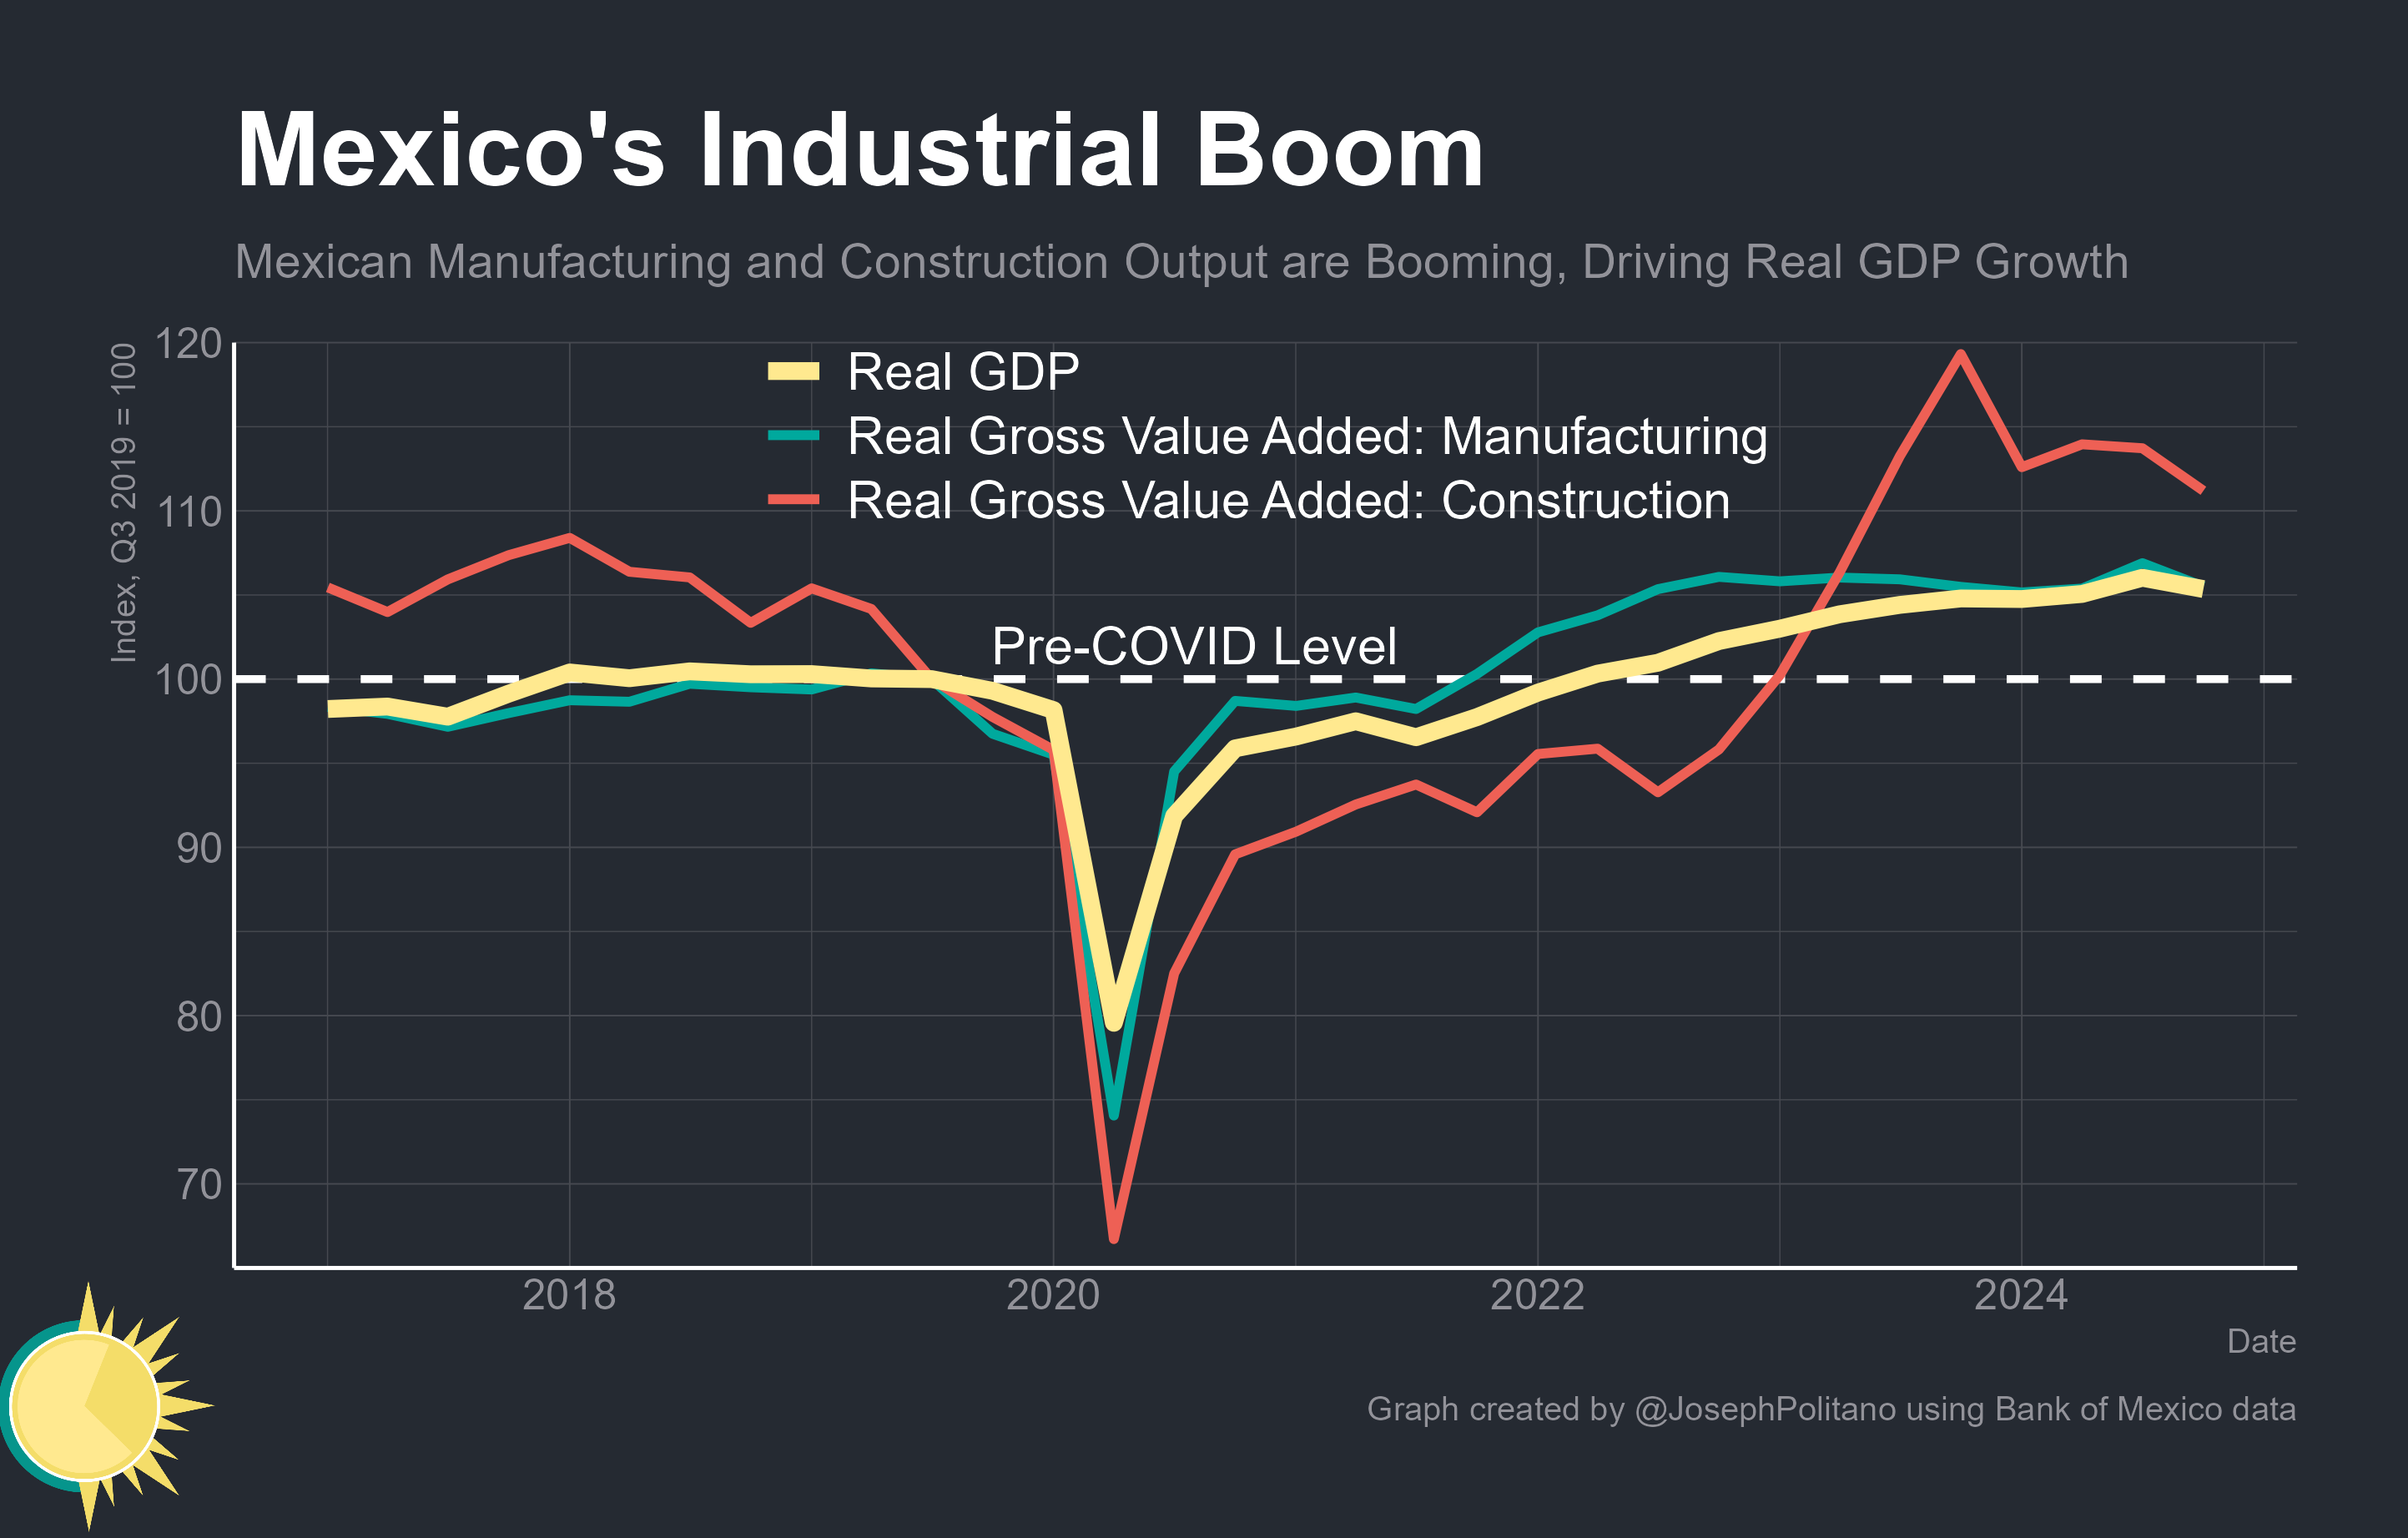 Mexico's Industrial Boom
Mexican Manufacturing and Construction Output are Booming, Driving Real GDP Growth
Index, Q3 2019 = 100
120
110
100
90
80
70
Real GDP
Real Gross Value Added: Manufacturing
Real Gross Value Added: Construction
Pre-COVID Level
2018
2020
2022
2024
Date
Graph created by @JosephPolitano using Bank of Mexico data